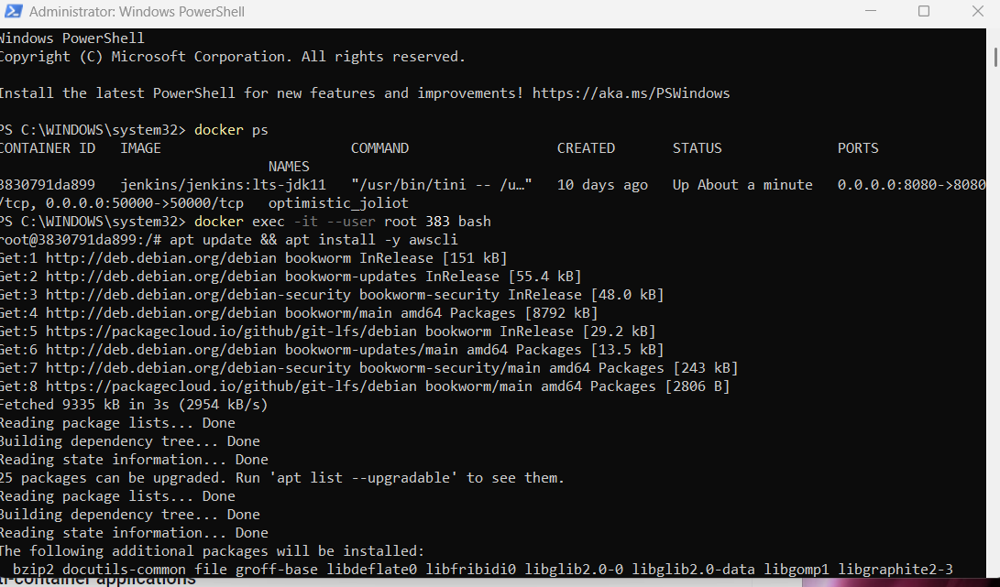 Administrator: Windows PowerShell
Windows PowerShell
Copyright (C) Microsoft Corporation. All rights reserved.
Install the latest PowerShell for new features and improvements! https://aka.ms/PSWindows
PS C:\WINDOWS\system32> docker ps
CONTAINER ID   IMAGE                       COMMAND                  CREATED       STATUS              PORTS
                  NAMES
3830791da899   jenkins/jenkins:lts-jdk11   "/usr/bin/tini -- /u…"   10 days ago   Up About a minute   0.0.0.0:8080->8080
/tcp, 0.0.0.0:50000->50000/tcp   optimistic_joliot
PS C:\WINDOWS\system32> docker exec -it --user root 383 bash
root@3830791da899:/# apt update && apt install -y awscli
Get:1 http://deb.debian.org/debian bookworm InRelease [151 kB]
Get:2 http://deb.debian.org/debian bookworm-updates InRelease [55.4 kB]
Get:3 http://deb.debian.org/debian-security bookworm-security InRelease [48.0 kB]
Get:4 http://deb.debian.org/debian bookworm/main amd64 Packages [8792 kB]
Get:5 https://packagecloud.io/github/git-lfs/debian bookworm InRelease [29.2 kB]
Get:6 http://deb.debian.org/debian bookworm-updates/main amd64 Packages [13.5 kB]
Get:7 http://deb.debian.org/debian-security bookworm-security/main amd64 Packages [243 kB]
Get:8 https://packagecloud.io/github/git-lfs/debian bookworm/main amd64 Packages [2806 B]
Fetched 9335 kB in 3s (2954 kB/s)
Reading package lists... Done
Building dependency tree... Done
Reading state information... Done
25 packages can be upgraded. Run 'apt list --upgradable' to see them.
Reading package lists... Done
Building dependency tree... Done
Reading state information... Done
The following additional packages will be installed:
  bzip2 docutils-common file groff-base libdeflate0 libfribidi0 libglib2.0-0 libglib2.0-data libgomp1 libgraphite2-3
ti-container applications